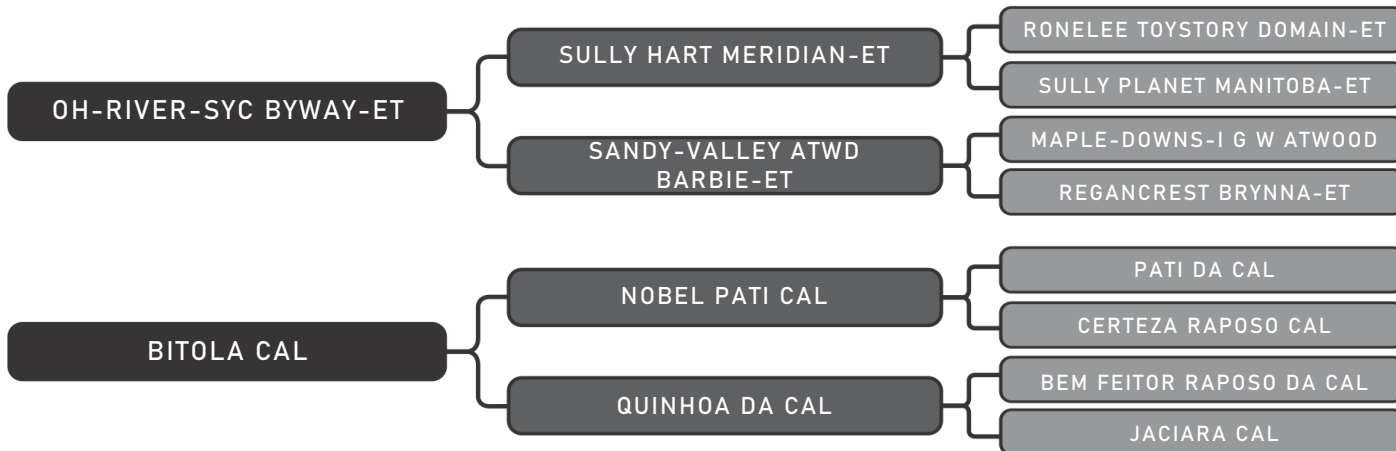 OH-RIVER-SYC BYWAY-ET
SULLY HART MERIDIAN-ET
RONELEE TOYSTORY DOMAIN-ET
SULLY PLANET MANITOBA-ET
SANDY-VALLEY ATWD
BARBIE-ET
MAPLE-DOWNS-I G W ATWOOD
REGANCREST BRYNNA-ET
BITOLA CAL
NOBEL PATI CAL
PATI DA CAL
CERTEZA RAPOSO CAL
QUINHOA DA CAL
BEM FEITOR RAPOSO DA CAL
JACIARA CAL